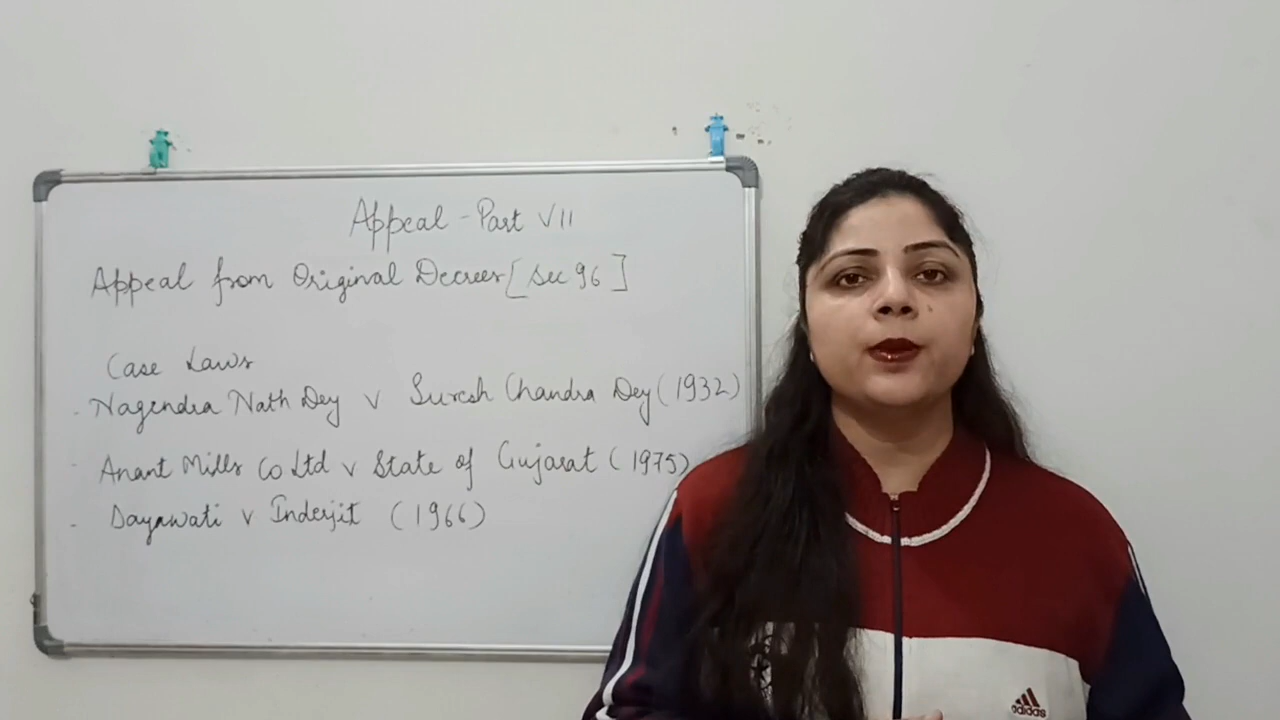 Appeal - Part VII
Appeal from Original Decrees [Sec 96]
Case Laws
- Nagendra Nath Dey v Suresh Chandra Dey (1932)
- Anant Mills Co Ltd v State of Gujarat (1975)
- Dayawati v Inderjit (1966)
adidas